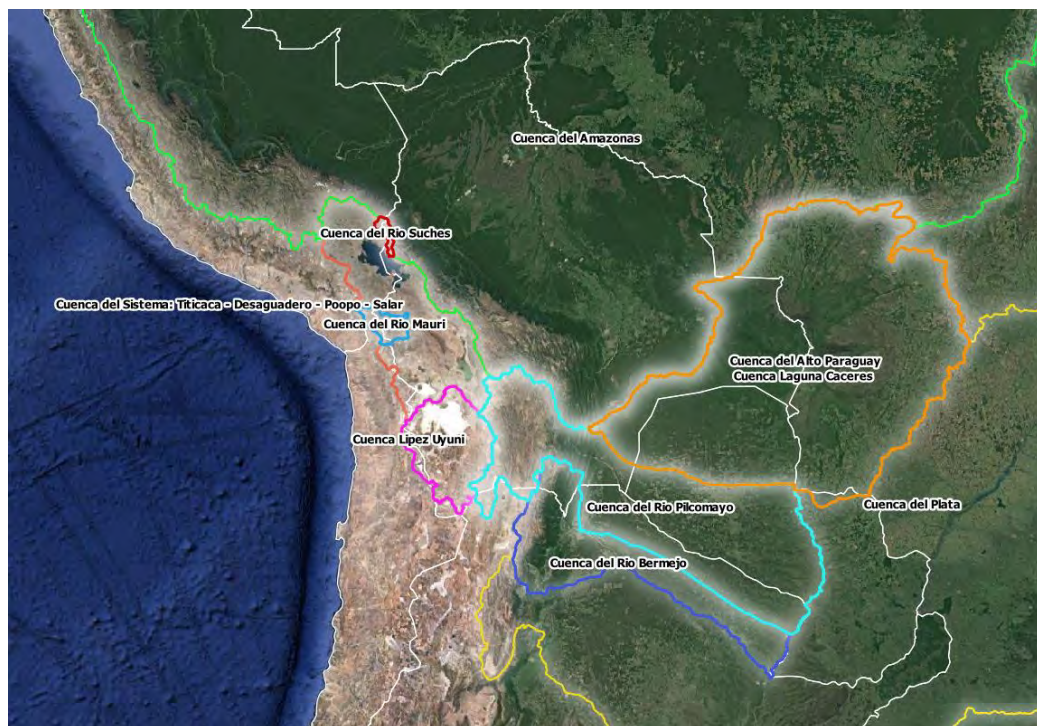 Cuenca del Amazonas
Cuenca del Rio Suches
Cuenca del Sistema: Titicaca - Desaguadero - Poopo - Salar
Cuenca del Rio Mauri
Cuenca del Alto Paraguay
Cuenca Laguna Caceres
Cuenca Lipez Uyuni
Cuenca del Rio Pilcomayo
Cuenca del Plata
Cuenca del Rio Bermejo